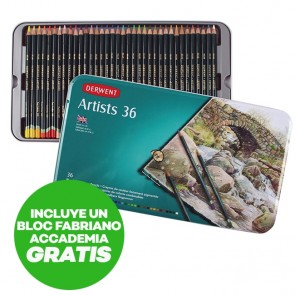 DERWENT
Artists 36
36
INCLUYE UN
BLOC FABRIANO
ACCADEMIA
GRATIS